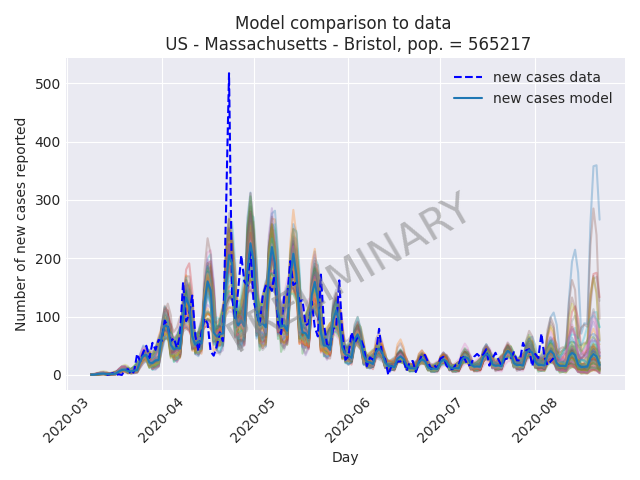 Model comparison to data
US - Massachusetts - Bristol, pop. = 565217
new cases data
new cases model
Number of new cases reported
500
400
300
200
100
0
PRELIMINARY
2020-03
2020-04
2020-05
2020-06
2020-07
2020-08
Day